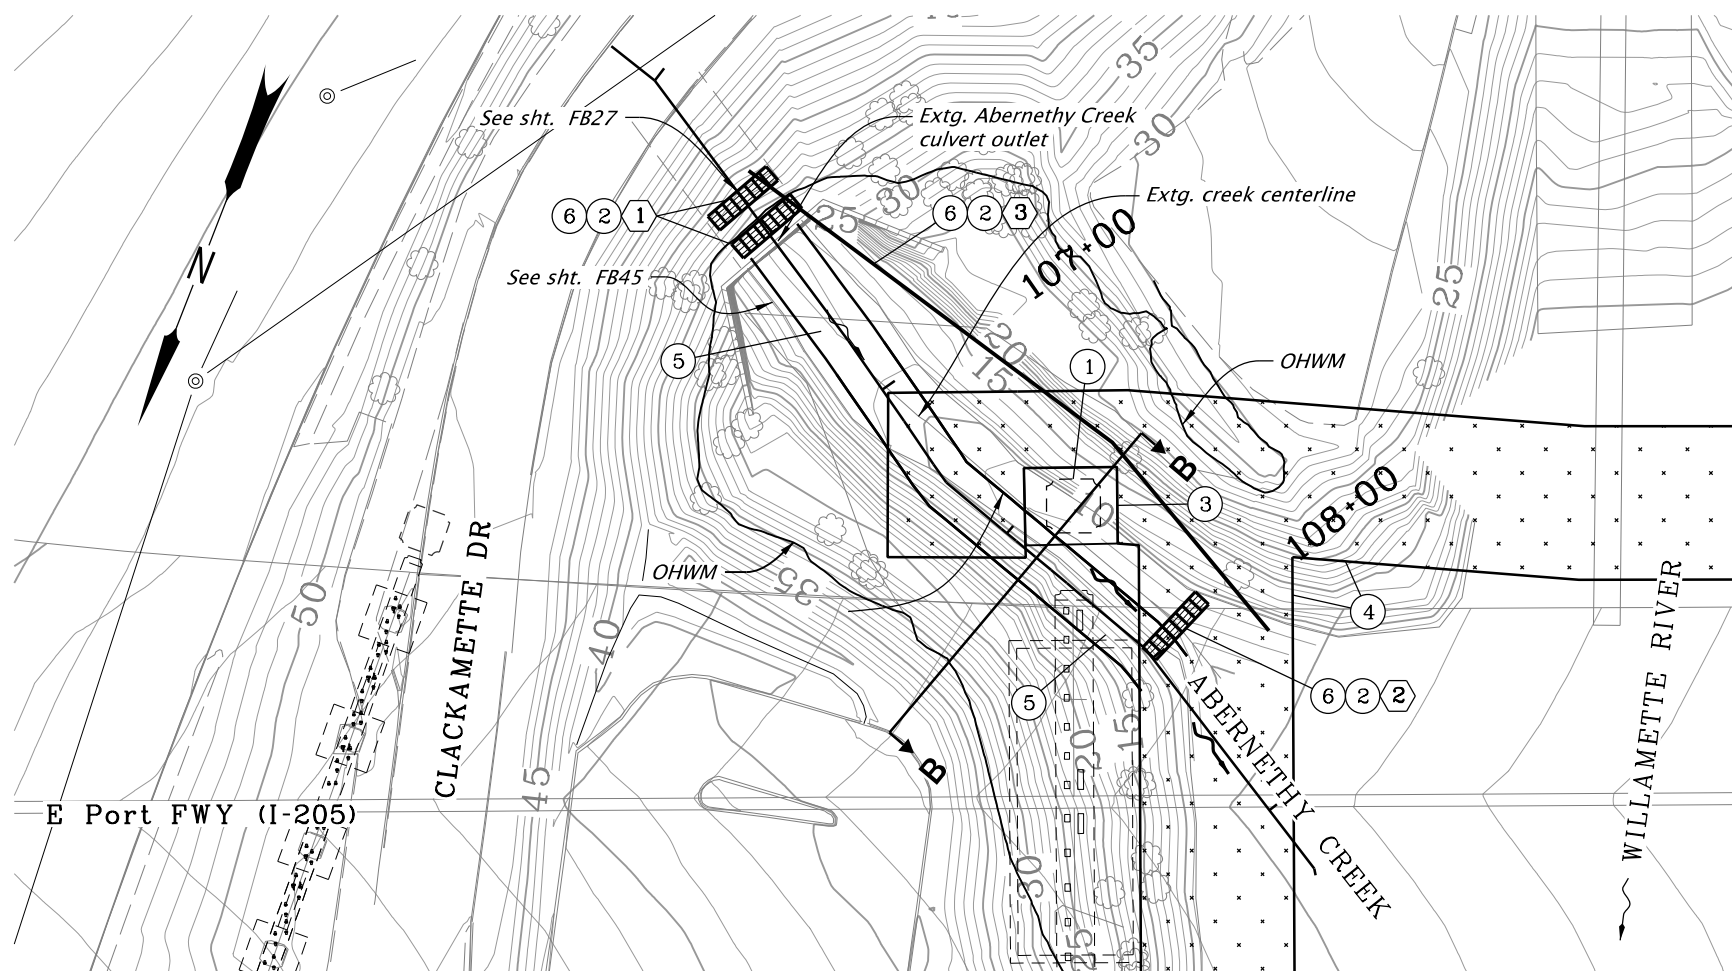 35
See sht. FB27
Extg. Abernethy Creek
culvert outlet
30
Extg. creek centerline
30
25
6 2 1
6 2 3
107+00
N
See sht. FB45
25
20
15
5
1
OHWM
B
3
10
108+00
OHWM
35
50
40
4
CLACKAMETTE DR
WILLAMETTE RIVER
5
6 2 2
ABERNETHY CREEK
15
20
B
45
E Port FWY (I-205)
30
25